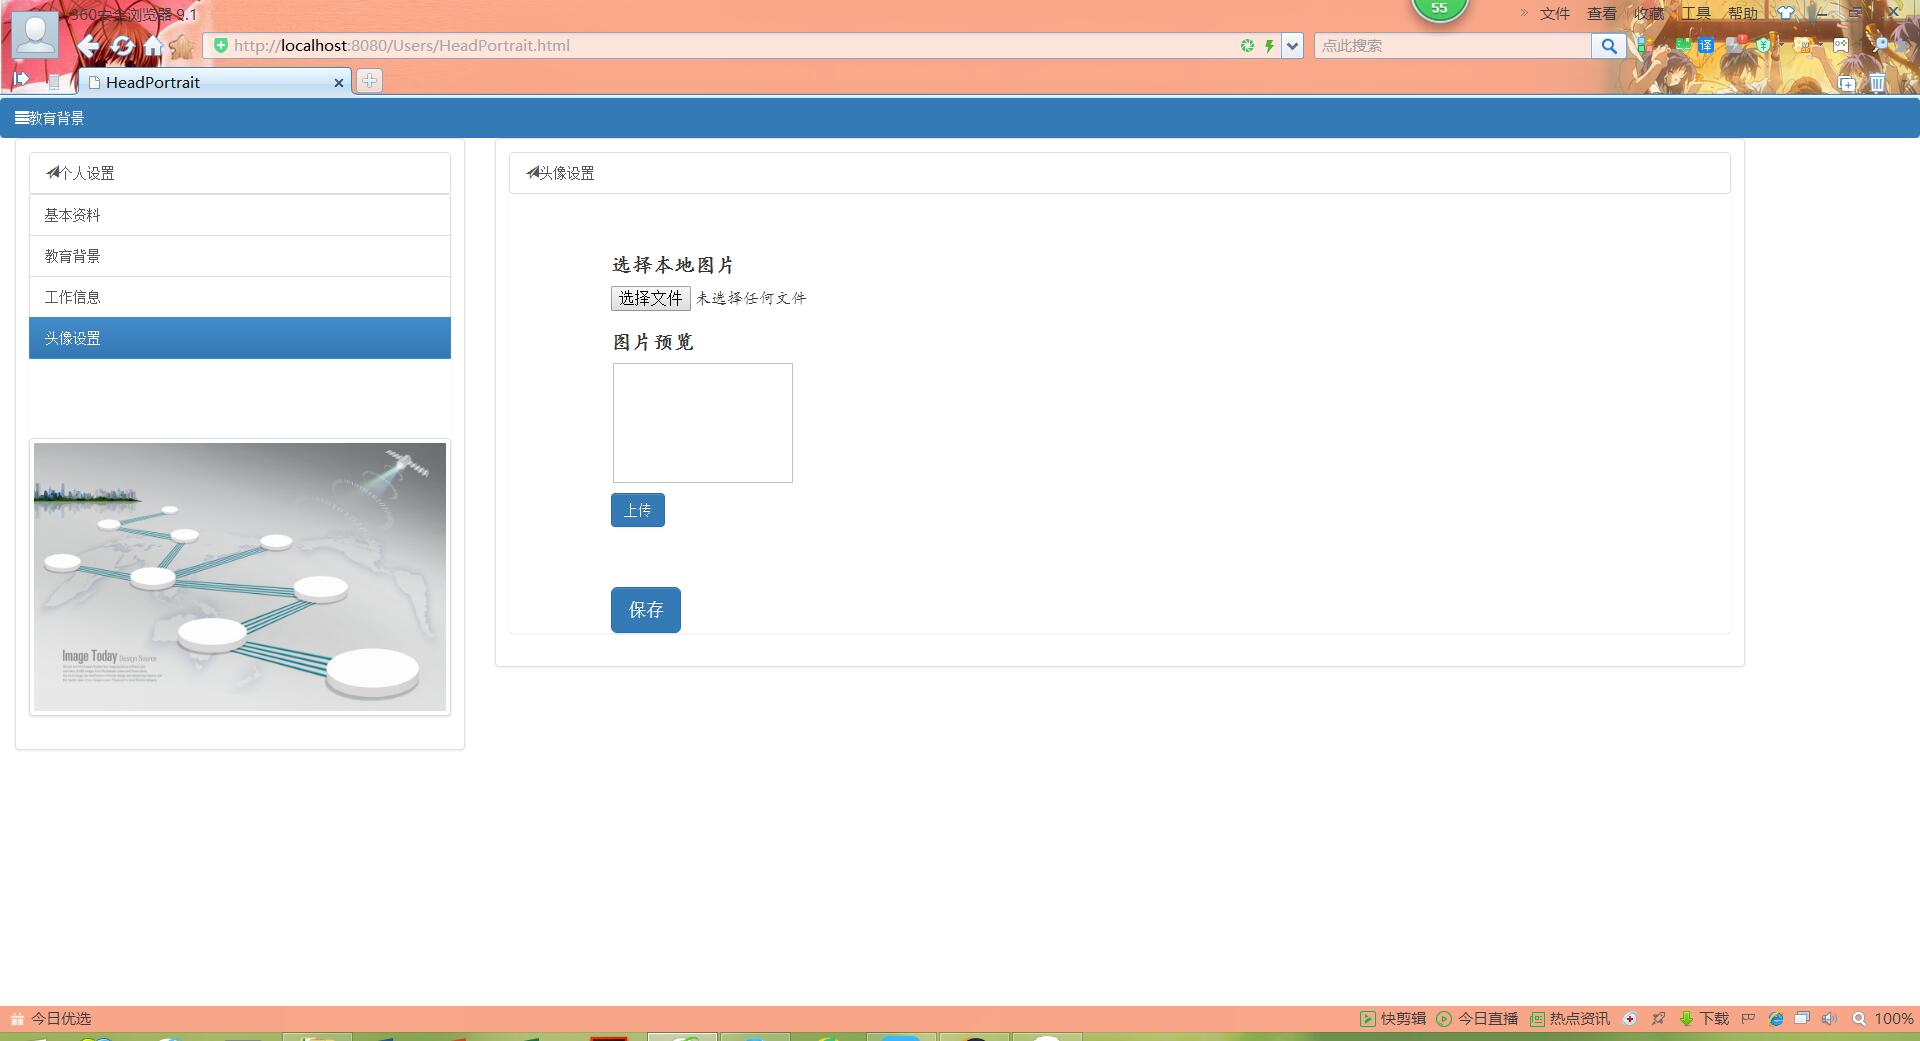 360安全浏览器 9.1
55
» 文件 查看 收藏 工具 帮助
http://localhost:8080/Users/HeadPortrait.html
点此搜索
译
HeadPortrait
教育背景
个人设置
基本资料
教育背景
工作信息
头像设置
Image Today Design Source
头像设置
选择本地图片
选择文件 未选择任何文件
图片预览
上传
保存
今日优选
快剪辑 今日直播 热点资讯 下载 100%